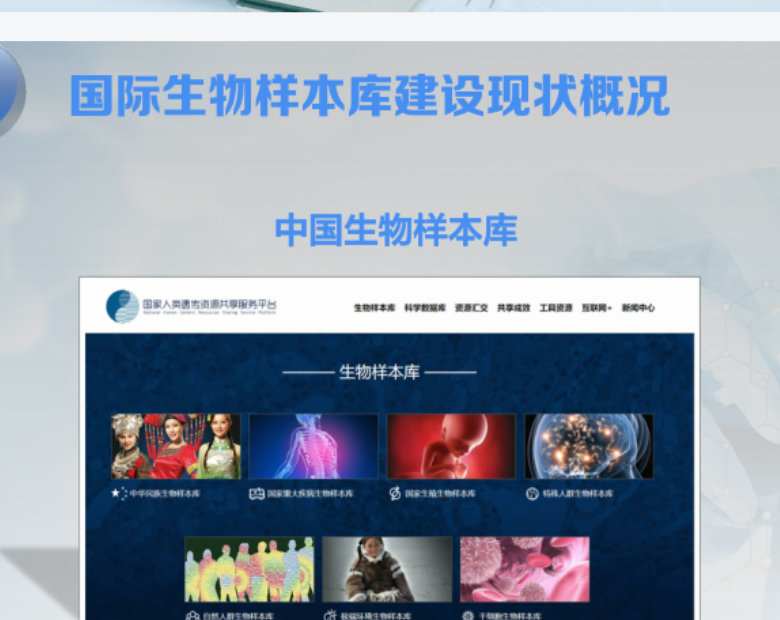 国际生物样本库建设现状概况
中国生物样本库
国家人类遗传资源共享服务平台
National Human Genetic Resources Sharing Service Platform
生物样本库 科学数据库 资源汇交 共享成效 工具资源 互联网+ 新闻中心
生物样本库
中华民族生物样本库 国家重大疾病生物样本库 国家生殖生物样本库 特殊人群生物样本库
自然人群生物样本库 极端环境生物样本库 干细胞生物样本库